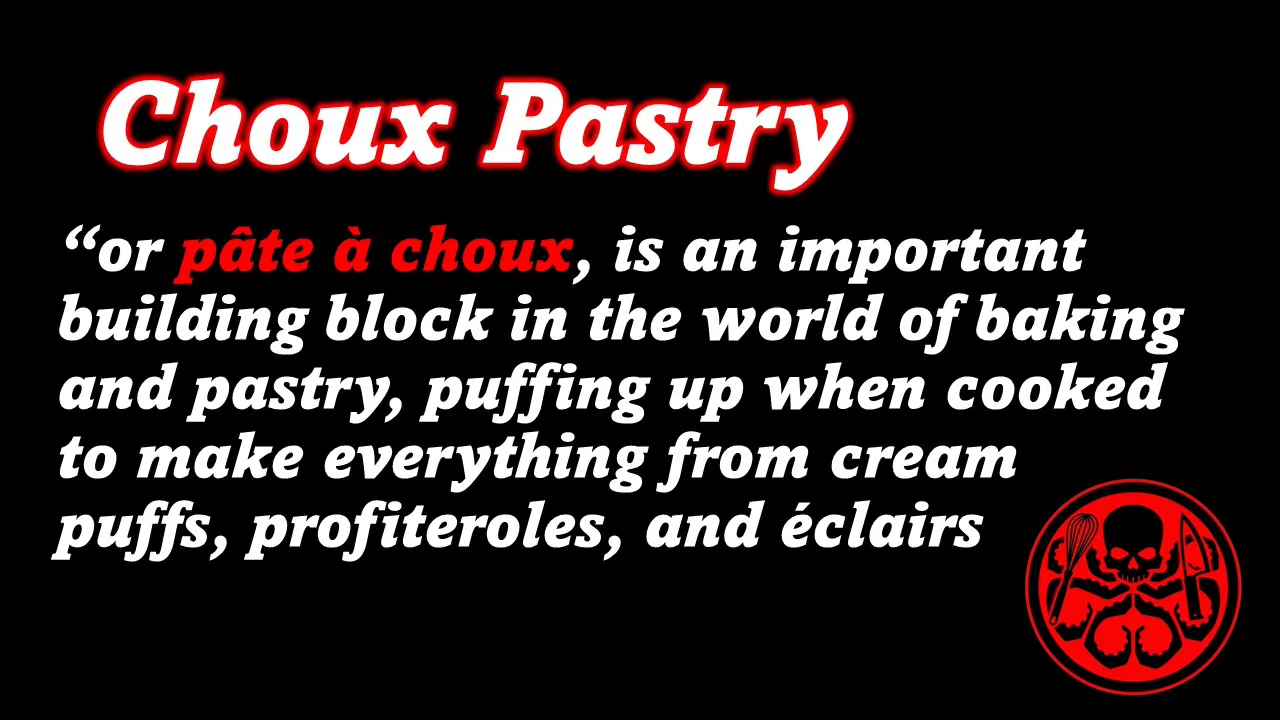 Choux Pastry
“or pâte à choux, is an important
building block in the world of baking
and pastry, puffing up when cooked
to make everything from cream
puffs, profiteroles, and éclairs